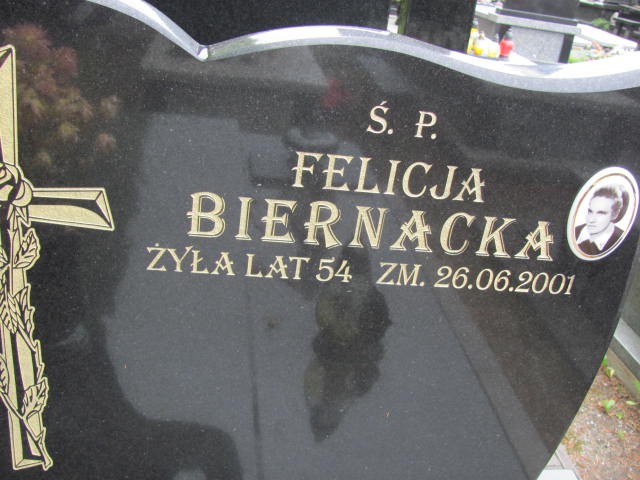 Ś. P.
FELICJA
BIERNACKA
ŻYŁA LAT 54 ZM. 26.06.2001